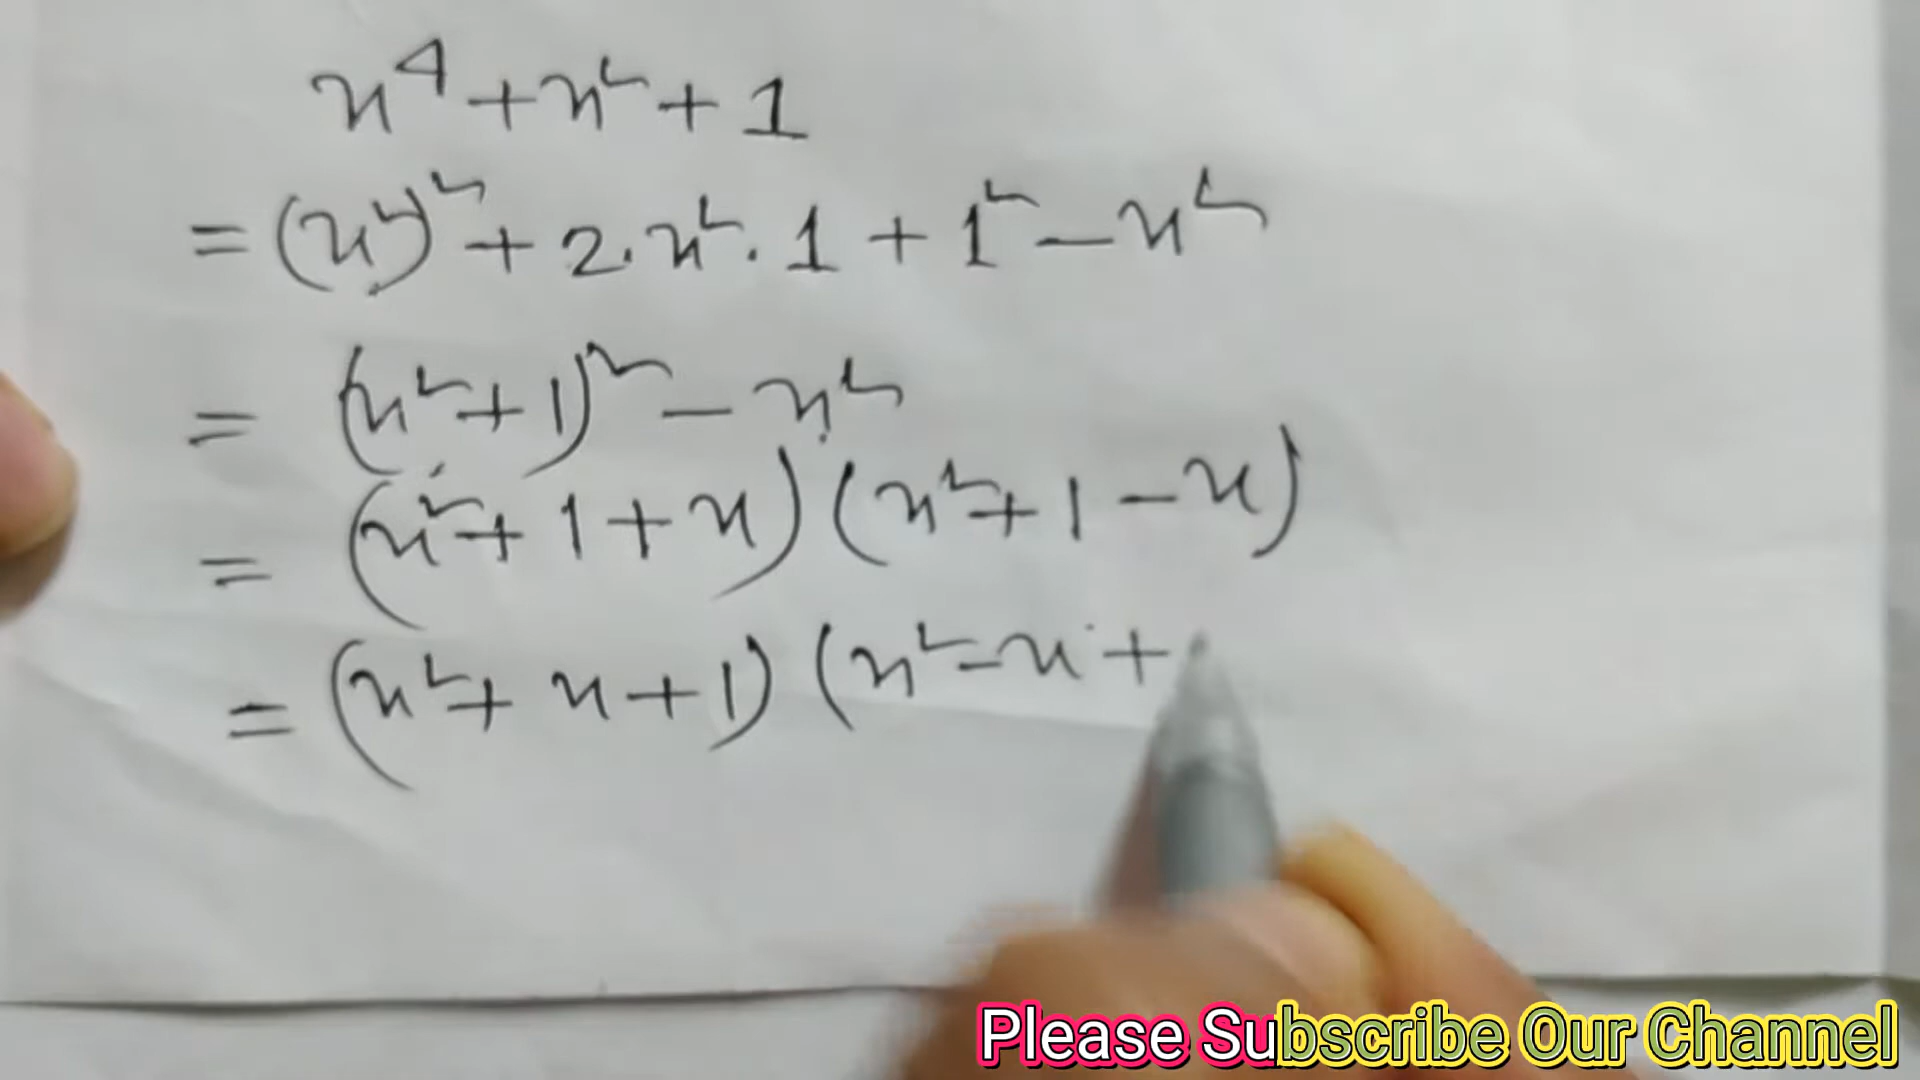 x⁴ + x² + 1
= (x²)² + 2·x²·1 + 1² − x²
= (x² + 1)² − x²
= (x² + 1 + x) (x² + 1 − x)
= (x² + x + 1) (x² − x +
Please Subscribe Our Channel